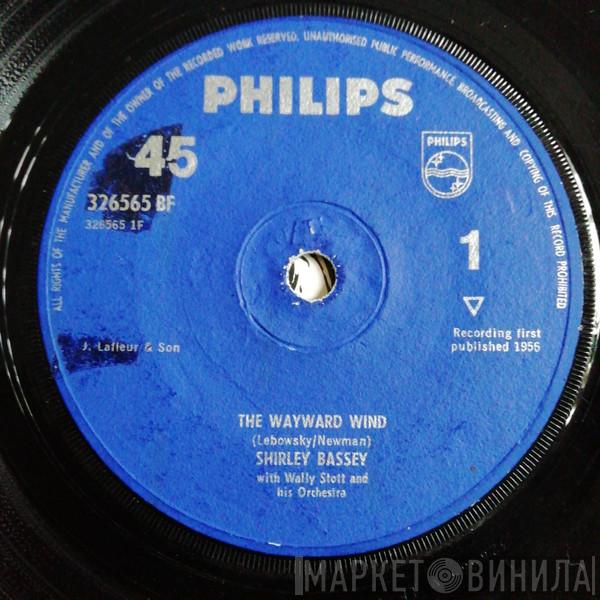 ALL RIGHTS OF THE MANUFACTURER AND OF THE OWNER OF THE RECORDED WORK RESERVED. UNAUTHORISED PUBLIC PERFORMANCE, BROADCASTING AND COPYING OF THIS RECORD PROHIBITED
PHILIPS
45
PHILIPS
326565 BF
326565 1F
1
J. Lafleur & Son
Recording first
published 1956
THE WAYWARD WIND
(Lebowsky/Newman)
SHIRLEY BASSEY
with Wally Stott and
his Orchestra
МАРКЕТ ВИНИЛА